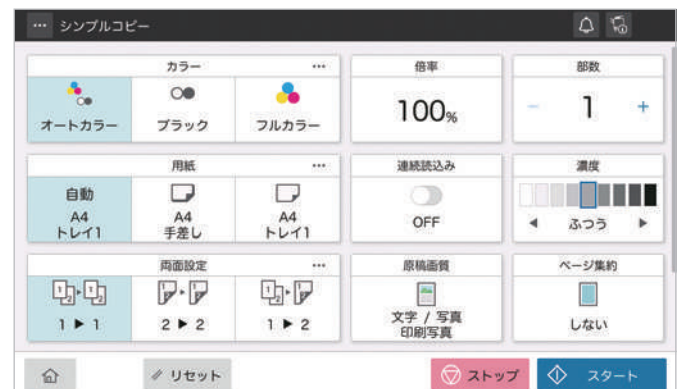 シンプルコピー
カラー
オートカラー
ブラック
フルカラー
倍率
100%
部数
− 1 +
用紙
自動
A4
トレイ1
A4
手差し
A4
トレイ1
連続読込み
OFF
濃度
◀ ふつう ▶
両面設定
1 ▶ 1
2 ▶ 2
1 ▶ 2
原稿画質
文字 / 写真
印刷写真
ページ集約
しない
リセット
ストップ
スタート